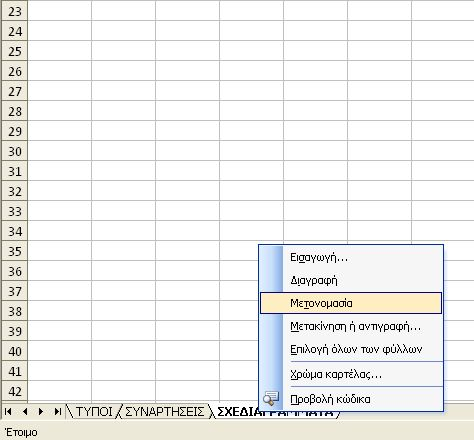 23
24
25
26
27
28
29
30
31
32
33
34
35
36
37
38
39
40
41
42
Εισαγωγή...
Διαγραφή
Μετονομασία
Μετακίνηση ή αντιγραφή...
Επιλογή όλων των φύλλων
Χρώμα καρτέλας...
Προβολή κώδικα
ΤΥΠΟΙ ΣΥΝΑΡΤΗΣΕΙΣ ΣΧΕΔΙΑΓΡΑΜΜΑΤΑ
Έτοιμο